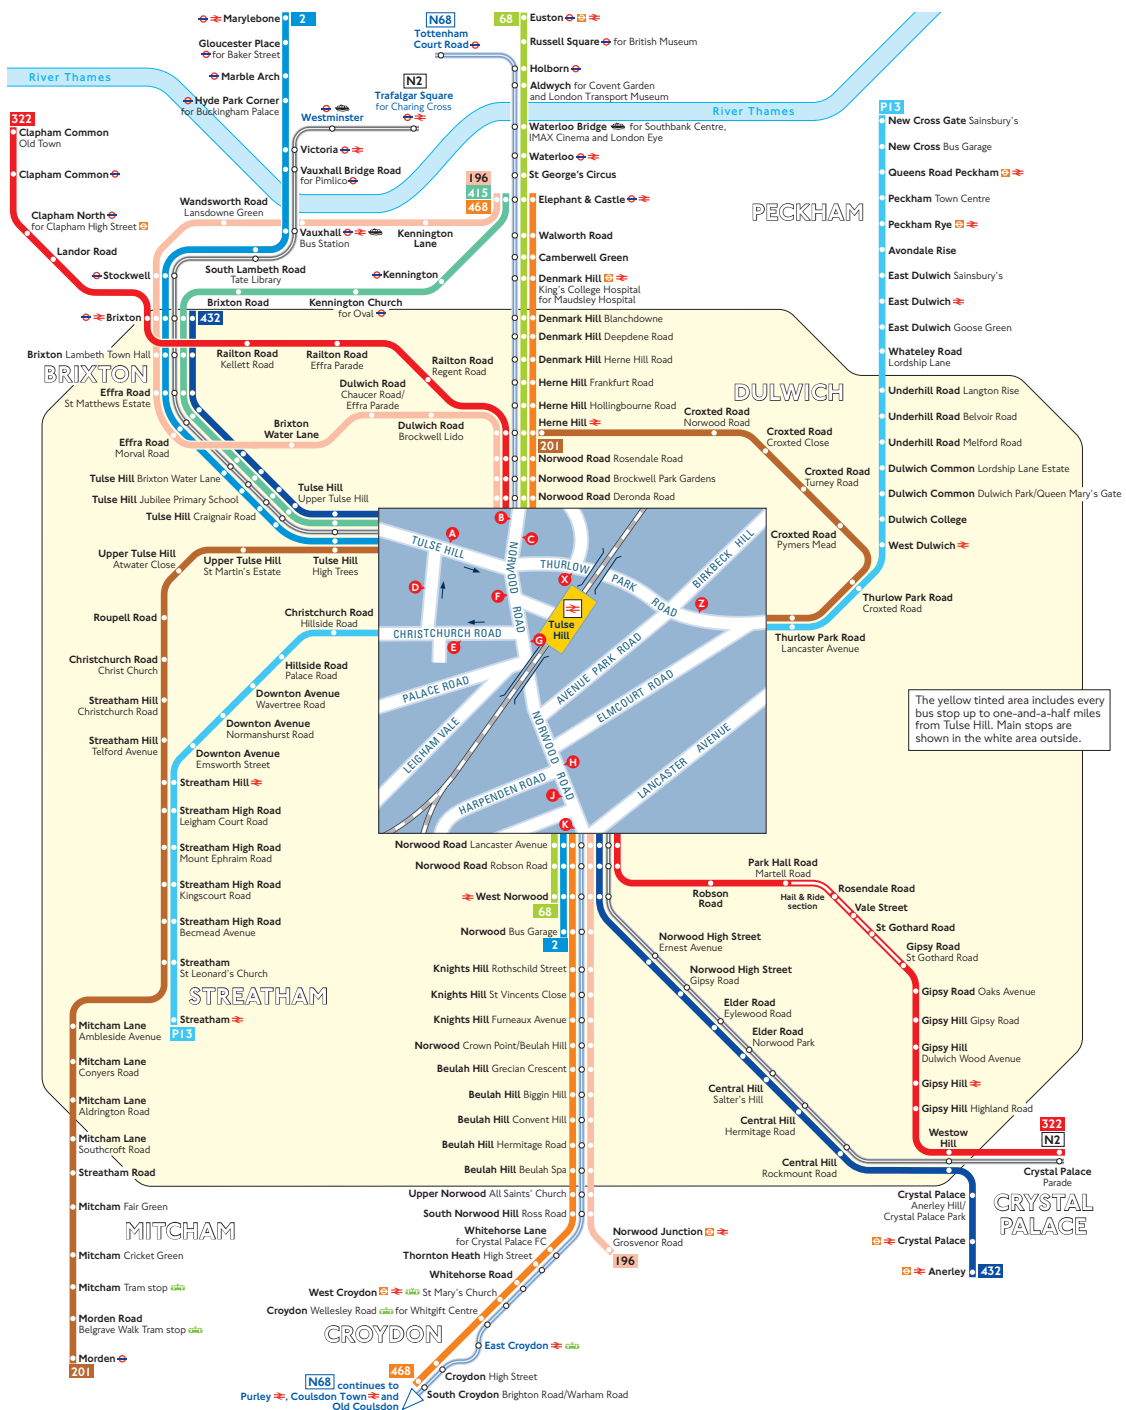 Marylebone
2
Gloucester Place
for Baker Street
Marble Arch
Hyde Park Corner
for Buckingham Palace
River Thames
N68
Tottenham
Court Road
N2
Trafalgar Square
for Charing Cross
Westminster
Victoria
Vauxhall Bridge Road
for Pimlico
68
Euston
Russell Square for British Museum
Holborn
Aldwych for Covent Garden
and London Transport Museum
River Thames
Waterloo Bridge for Southbank Centre,
IMAX Cinema and London Eye
Waterloo
St George's Circus
Elephant & Castle
196
415
468
Walworth Road
Camberwell Green
Denmark Hill
King's College Hospital
for Maudsley Hospital
Denmark Hill Blanchdowne
Denmark Hill Deepdene Road
Denmark Hill Herne Hill Road
Herne Hill Frankfurt Road
Herne Hill Hollingbourne Road
Herne Hill
201
Norwood Road Rosendale Road
Norwood Road Brockwell Park Gardens
Norwood Road Deronda Road
322
Clapham Common
Old Town
Clapham Common
Clapham North
for Clapham High Street
Landor Road
Stockwell
Brixton
Wandsworth Road
Lansdowne Green
Vauxhall
Bus Station
Kennington
Lane
South Lambeth Road
Tate Library
Kennington
Brixton Road
Kennington Church
for Oval
432
Brixton Lambeth Town Hall
BRIXTON
Effra Road
St Matthews Estate
Effra Road
Morval Road
Railton Road
Kellett Road
Railton Road
Effra Parade
Railton Road
Regent Road
Dulwich Road
Chaucer Road/
Effra Parade
Brixton
Water Lane
Dulwich Road
Brockwell Lido
Tulse Hill Brixton Water Lane
Tulse Hill Jubilee Primary School
Tulse Hill Craignair Road
Tulse Hill
Upper Tulse Hill
Tulse Hill
High Trees
Upper Tulse Hill
St Martin's Estate
Upper Tulse Hill
Atwater Close
Roupell Road
Christchurch Road
Christ Church
Streatham Hill
Christchurch Road
Streatham Hill
Telford Avenue
Christchurch Road
Hillside Road
Hillside Road
Palace Road
Downton Avenue
Wavertree Road
Downton Avenue
Normanshurst Road
Downton Avenue
Emsworth Street
Streatham Hill
Streatham High Road
Leigham Court Road
Streatham High Road
Mount Ephraim Road
Streatham High Road
Kingscourt Road
Streatham High Road
Becmead Avenue
Streatham
St Leonard's Church
STREATHAM
Streatham
P13
Mitcham Lane
Ambleside Avenue
Mitcham Lane
Conyers Road
Mitcham Lane
Aldrington Road
Mitcham Lane
Southcroft Road
Streatham Road
Mitcham Fair Green
MITCHAM
Mitcham Cricket Green
Mitcham Tram stop
Morden Road
Belgrave Walk Tram stop
Morden
201
P13
New Cross Gate Sainsbury's
New Cross Bus Garage
Queens Road Peckham
Peckham Town Centre
PECKHAM
Peckham Rye
Avondale Rise
East Dulwich Sainsbury's
East Dulwich
East Dulwich Goose Green
Whateley Road
Lordship Lane
DULWICH
Underhill Road Langton Rise
Underhill Road Belvoir Road
Underhill Road Melford Road
Dulwich Common Lordship Lane Estate
Dulwich Common Dulwich Park/Queen Mary's Gate
Dulwich College
West Dulwich
Croxted Road
Norwood Road
Croxted Road
Croxted Close
Croxted Road
Turney Road
Croxted Road
Pymers Mead
Thurlow Park Road
Croxted Road
Thurlow Park Road
Lancaster Avenue
The yellow tinted area includes every
bus stop up to one-and-a-half miles
from Tulse Hill. Main stops are
shown in the white area outside.
TULSE HILL
NORWOOD ROAD
THURLOW PARK ROAD
BIRKBECK HILL
CHRISTCHURCH ROAD
PALACE ROAD
LEIGHAM VALE
AVENUE PARK ROAD
ELMCOURT ROAD
LANCASTER AVENUE
HARPENDEN ROAD
NORWOOD ROAD
Tulse
Hill
A
B
C
D
E
F
G
H
J
K
X
Z
Norwood Road Lancaster Avenue
Norwood Road Robson Road
West Norwood
68
Norwood Bus Garage
2
Knights Hill Rothschild Street
Knights Hill St Vincents Close
Knights Hill Furneaux Avenue
Norwood Crown Point/Beulah Hill
Beulah Hill Grecian Crescent
Beulah Hill Biggin Hill
Beulah Hill Convent Hill
Beulah Hill Hermitage Road
Beulah Hill Beulah Spa
Upper Norwood All Saints' Church
South Norwood Hill Ross Road
Whitehorse Lane
for Crystal Palace FC
Thornton Heath High Street
Whitehorse Road
West Croydon St Mary's Church
Croydon Wellesley Road for Whitgift Centre
CROYDON
East Croydon
468
Croydon High Street
South Croydon Brighton Road/Warham Road
N68 continues to
Purley, Coulsdon Town and
Old Coulsdon
Norwood Junction
Grosvenor Road
196
Robson
Road
Park Hall Road
Martell Road
Hail & Ride
section
Rosendale Road
Vale Street
St Gothard Road
Gipsy Road
St Gothard Road
Gipsy Road Oaks Avenue
Gipsy Hill Gipsy Road
Gipsy Hill
Dulwich Wood Avenue
Gipsy Hill
Gipsy Hill Highland Road
Westow
Hill
322
N2
Crystal Palace
Parade
CRYSTAL
PALACE
Norwood High Street
Ernest Avenue
Norwood High Street
Gipsy Road
Elder Road
Eylewood Road
Elder Road
Norwood Park
Central Hill
Salter's Hill
Central Hill
Hermitage Road
Central Hill
Rockmount Road
Crystal Palace
Anerley Hill/
Crystal Palace Park
Crystal Palace
Anerley
432